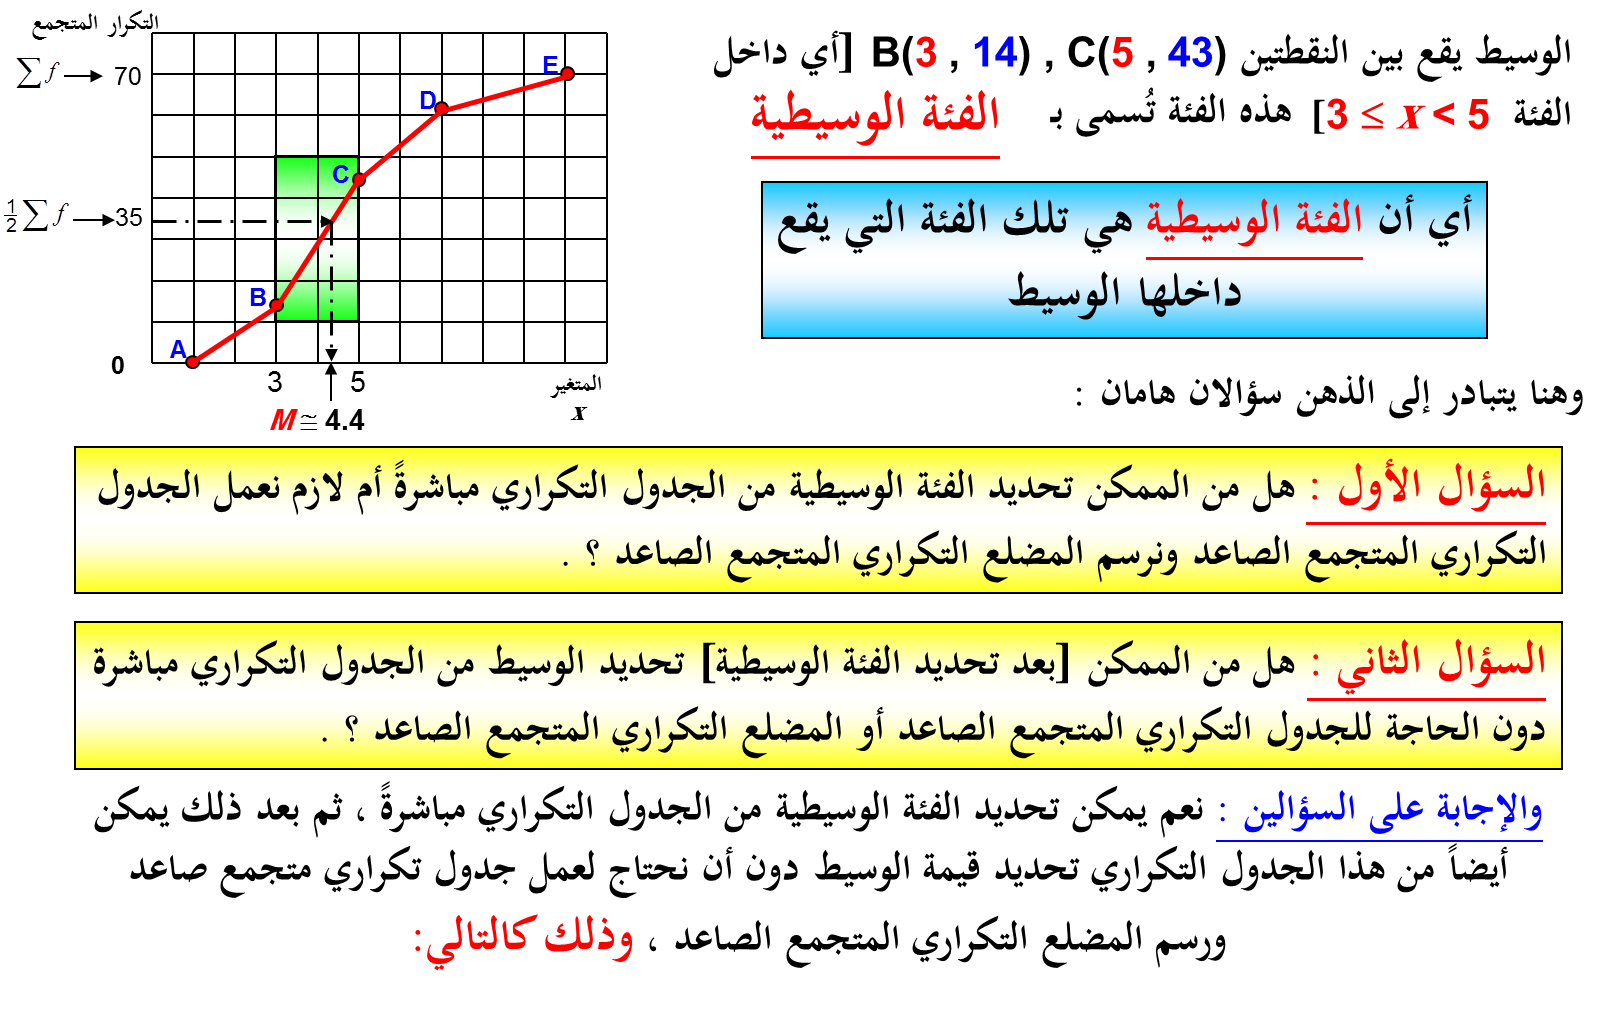 التكرار المتجمع
∑ f → 70
½ ∑ f → 35
0
A
B
C
D
E
3
5
المتغير
x
M ≅ 4.4
الوسيط يقع بين النقطتين B(3 , 14) , C(5 , 43) [أي داخل
الفئة 3 ≤ x < 5] هذه الفئة تُسمى بـ الفئة الوسيطية
أي أن الفئة الوسيطية هي تلك الفئة التي يقع
داخلها الوسيط
وهنا يتبادر إلى الذهن سؤالان هامان :
السؤال الأول : هل من الممكن تحديد الفئة الوسيطية من الجدول التكراري مباشرةً أم لازم نعمل الجدول
التكراري المتجمع الصاعد ونرسم المضلع التكراري المتجمع الصاعد ؟ .
السؤال الثاني : هل من الممكن [بعد تحديد الفئة الوسيطية] تحديد الوسيط من الجدول التكراري مباشرة
دون الحاجة للجدول التكراري المتجمع الصاعد أو المضلع التكراري المتجمع الصاعد ؟ .
والإجابة على السؤالين : نعم يمكن تحديد الفئة الوسيطية من الجدول التكراري مباشرةً ، ثم بعد ذلك يمكن
أيضاً من هذا الجدول التكراري تحديد قيمة الوسيط دون أن نحتاج لعمل جدول تكراري متجمع صاعد
ورسم المضلع التكراري المتجمع الصاعد ، وذلك كالتالي: